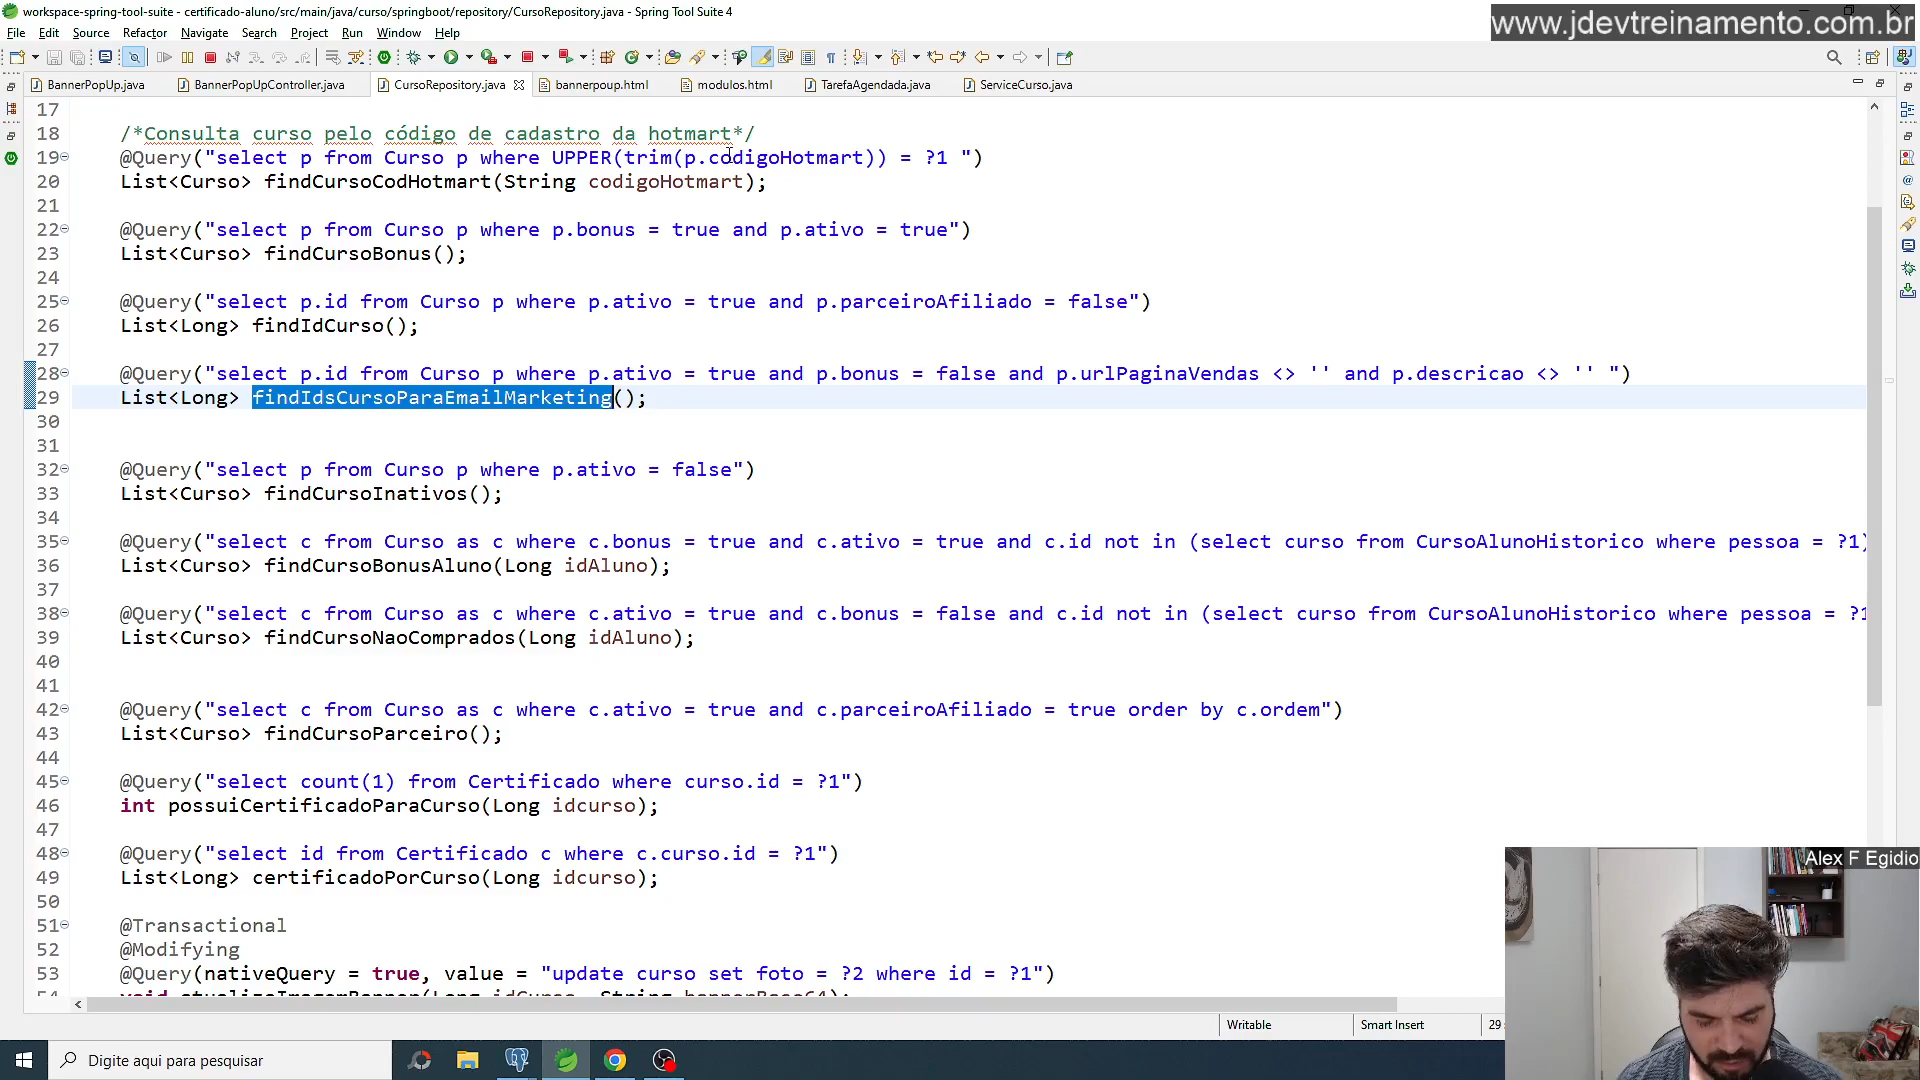 workspace-spring-tool-suite - certificado-aluno/src/main/java/curso/springboot/repository/CursoRepository.java - Spring Tool Suite 4
www.jdevtreinamento.com.br
File Edit Source Refactor Navigate Search Project Run Window Help
BannerPopUp.java BannerPopUpController.java CursoRepository.java bannerpoup.html modulos.html TarefaAgendada.java ServiceCurso.java
17
18 /*Consulta curso pelo código de cadastro da hotmart*/
19 @Query("select p from Curso p where UPPER(trim(p.codigoHotmart)) = ?1 ")
20 List<Curso> findCursoCodHotmart(String codigoHotmart);
21
22 @Query("select p from Curso p where p.bonus = true and p.ativo = true")
23 List<Curso> findCursoBonus();
24
25 @Query("select p.id from Curso p where p.ativo = true and p.parceiroAfiliado = false")
26 List<Long> findIdCurso();
27
28 @Query("select p.id from Curso p where p.ativo = true and p.bonus = false and p.urlPaginaVendas <> '' and p.descricao <> '' ")
29 List<Long> findIdsCursoParaEmailMarketing();
30
31
32 @Query("select p from Curso p where p.ativo = false")
33 List<Curso> findCursoInativos();
34
35 @Query("select c from Curso as c where c.bonus = true and c.ativo = true and c.id not in (select curso from CursoAlunoHistorico where pessoa = ?1)
36 List<Curso> findCursoBonusAluno(Long idAluno);
37
38 @Query("select c from Curso as c where c.ativo = true and c.bonus = false and c.id not in (select curso from CursoAlunoHistorico where pessoa = ?1
39 List<Curso> findCursoNaoComprados(Long idAluno);
40
41
42 @Query("select c from Curso as c where c.ativo = true and c.parceiroAfiliado = true order by c.ordem")
43 List<Curso> findCursoParceiro();
44
45 @Query("select count(1) from Certificado where curso.id = ?1")
46 int possuiCertificadoParaCurso(Long idcurso);
47
48 @Query("select id from Certificado c where c.curso.id = ?1")
49 List<Long> certificadoPorCurso(Long idcurso);
50
51 @Transactional
52 @Modifying
53 @Query(nativeQuery = true, value = "update curso set foto = ?2 where id = ?1")
Alex F Egidio
Writable Smart Insert 29
Digite aqui para pesquisar